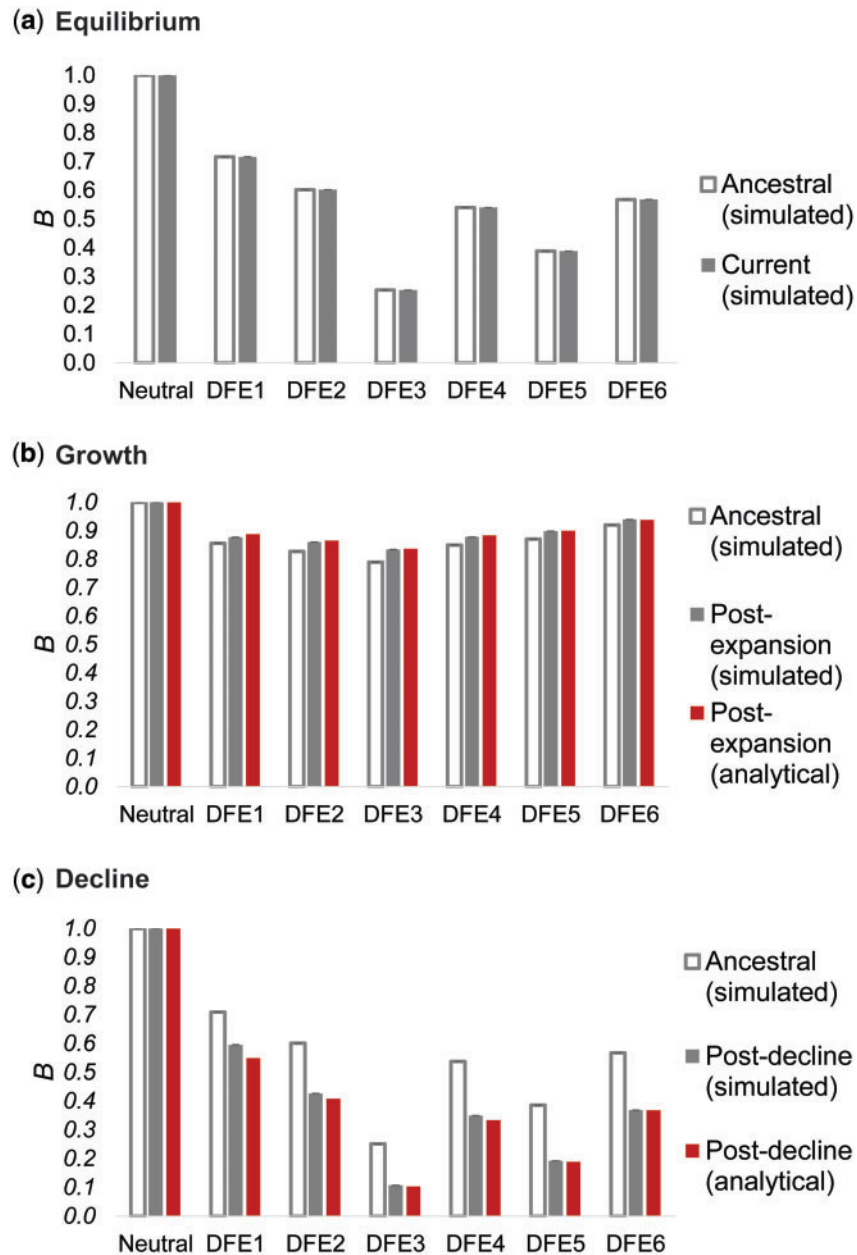 (a) Equilibrium
1.0
0.9
0.8
0.7
0.6
0.5
0.4
0.3
0.2
0.1
0.0
B
Neutral DFE1 DFE2 DFE3 DFE4 DFE5 DFE6
Ancestral
(simulated)
Current
(simulated)
(b) Growth
1.0
0.9
0.8
0.7
0.6
0.5
0.4
0.3
0.2
0.1
0.0
B
Neutral DFE1 DFE2 DFE3 DFE4 DFE5 DFE6
Ancestral
(simulated)
Post-
expansion
(simulated)
Post-
expansion
(analytical)
(c) Decline
1.0
0.9
0.8
0.7
0.6
0.5
0.4
0.3
0.2
0.1
0.0
B
Neutral DFE1 DFE2 DFE3 DFE4 DFE5 DFE6
Ancestral
(simulated)
Post-decline
(simulated)
Post-decline
(analytical)